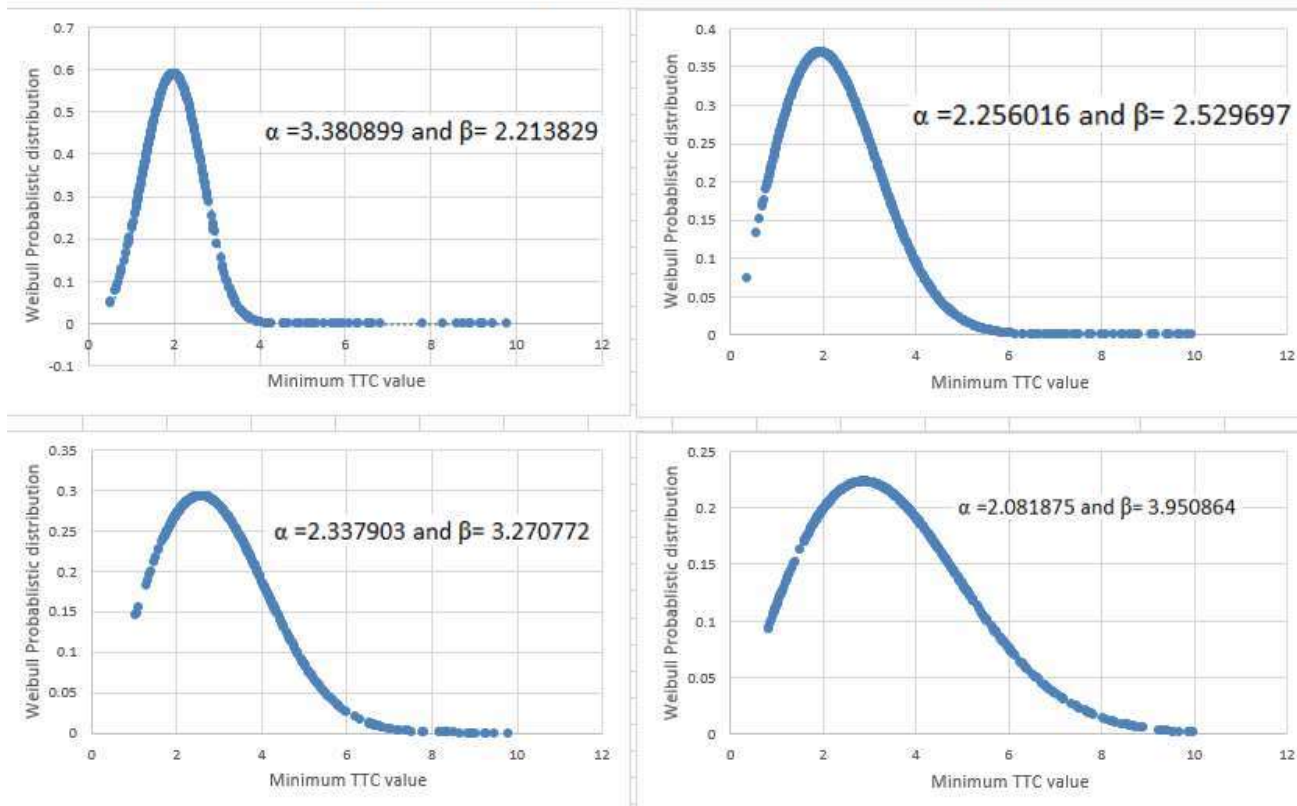 0.7
0.6
0.5
0.4
0.3
0.2
0.1
0
-0.1
Weibull Probablistic distribution
α =3.380899 and β= 2.213829
0 2 4 6 8 10 12
Minimum TTC value
0.4
0.35
0.3
0.25
0.2
0.15
0.1
0.05
0
Weibull Probablistic distribution
α =2.256016 and β= 2.529697
0 2 4 6 8 10 12
Minimum TTC value
0.35
0.3
0.25
0.2
0.15
0.1
0.05
0
Weibull Probablistic distribution
α =2.337903 and β= 3.270772
0 2 4 6 8 10 12
Minimum TTC value
0.25
0.2
0.15
0.1
0.05
0
Weibull Probablistic distribution
α =2.081875 and β= 3.950864
0 2 4 6 8 10 12
Minimum TTC value